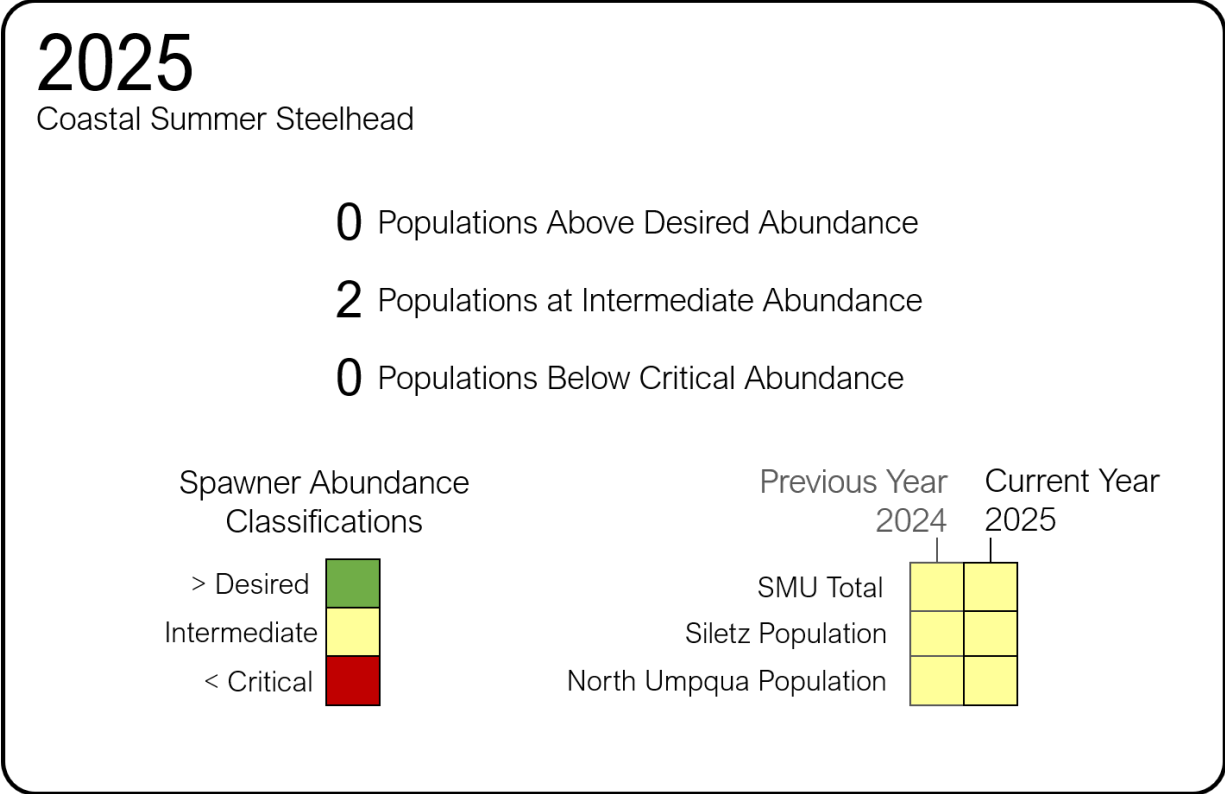 2025
Coastal Summer Steelhead
0 Populations Above Desired Abundance
2 Populations at Intermediate Abundance
0 Populations Below Critical Abundance
Spawner Abundance
Classifications
> Desired
Intermediate
< Critical
Previous Year
2024
Current Year
2025
SMU Total
Siletz Population
North Umpqua Population